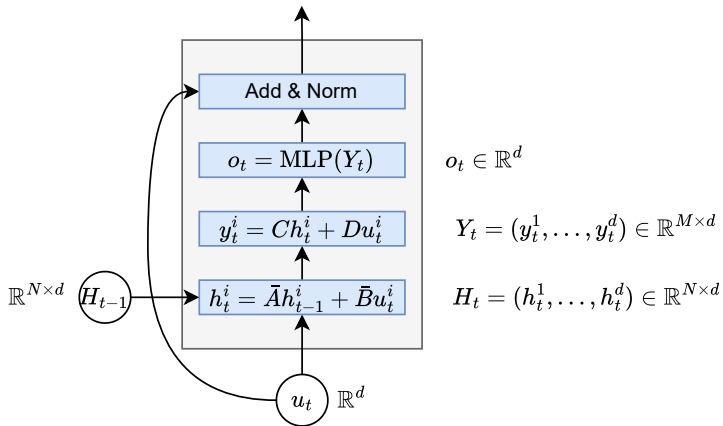 Add & Norm
o_t = MLP(Y_t) o_t ∈ ℝ^d
y_t^i = Ch_t^i + Du_t^i Y_t = (y_t^1, . . . , y_t^d) ∈ ℝ^{M×d}
ℝ^{N×d} H_{t−1} h_t^i = Āh_{t−1}^i + B̄u_t^i H_t = (h_t^1, . . . , h_t^d) ∈ ℝ^{N×d}
u_t ℝ^d